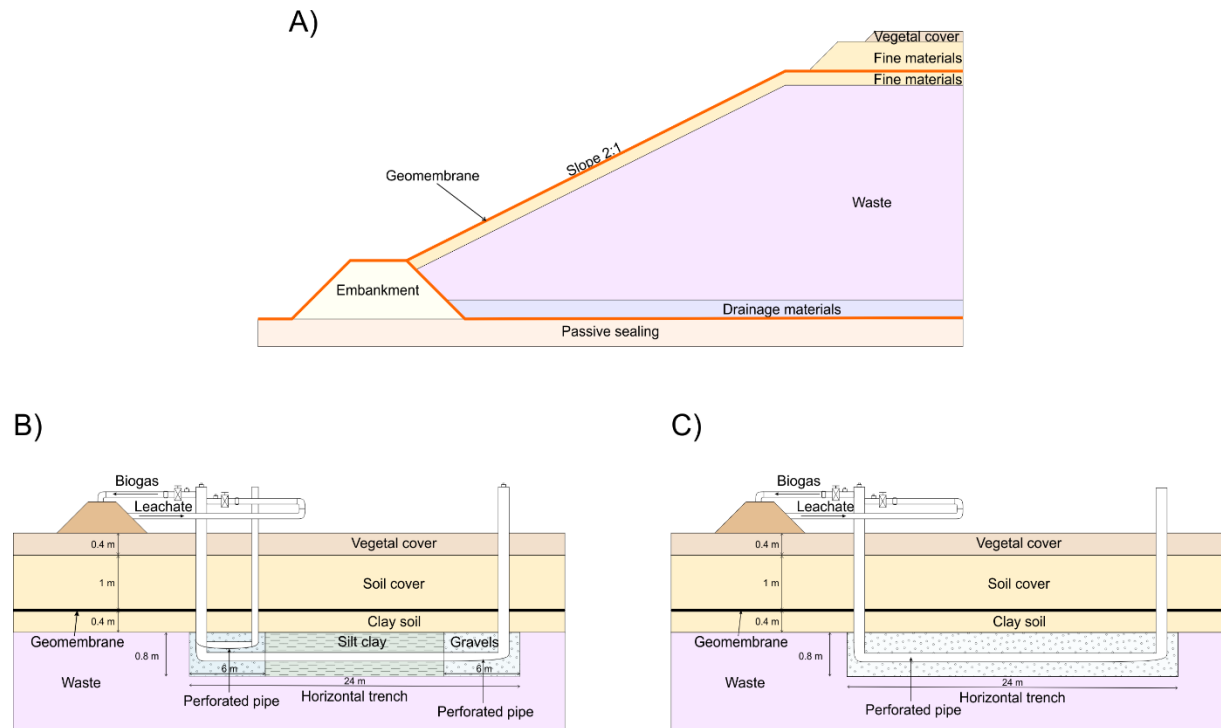 A)
Vegetal cover
Fine materials
Fine materials
Slope 2:1
Geomembrane
Waste
Embankment
Drainage materials
Passive sealing
B)
Biogas
Leachate
0.4 m
Vegetal cover
1 m
Soil cover
0.4 m
Clay soil
Geomembrane
Silt clay
Gravels
0.8 m
6 m
6 m
24 m
Waste
Horizontal trench
Perforated pipe
Perforated pipe
C)
Biogas
Leachate
0.4 m
Vegetal cover
1 m
Soil cover
0.4 m
Clay soil
Geomembrane
0.8 m
24 m
Waste
Horizontal trench
Perforated pipe